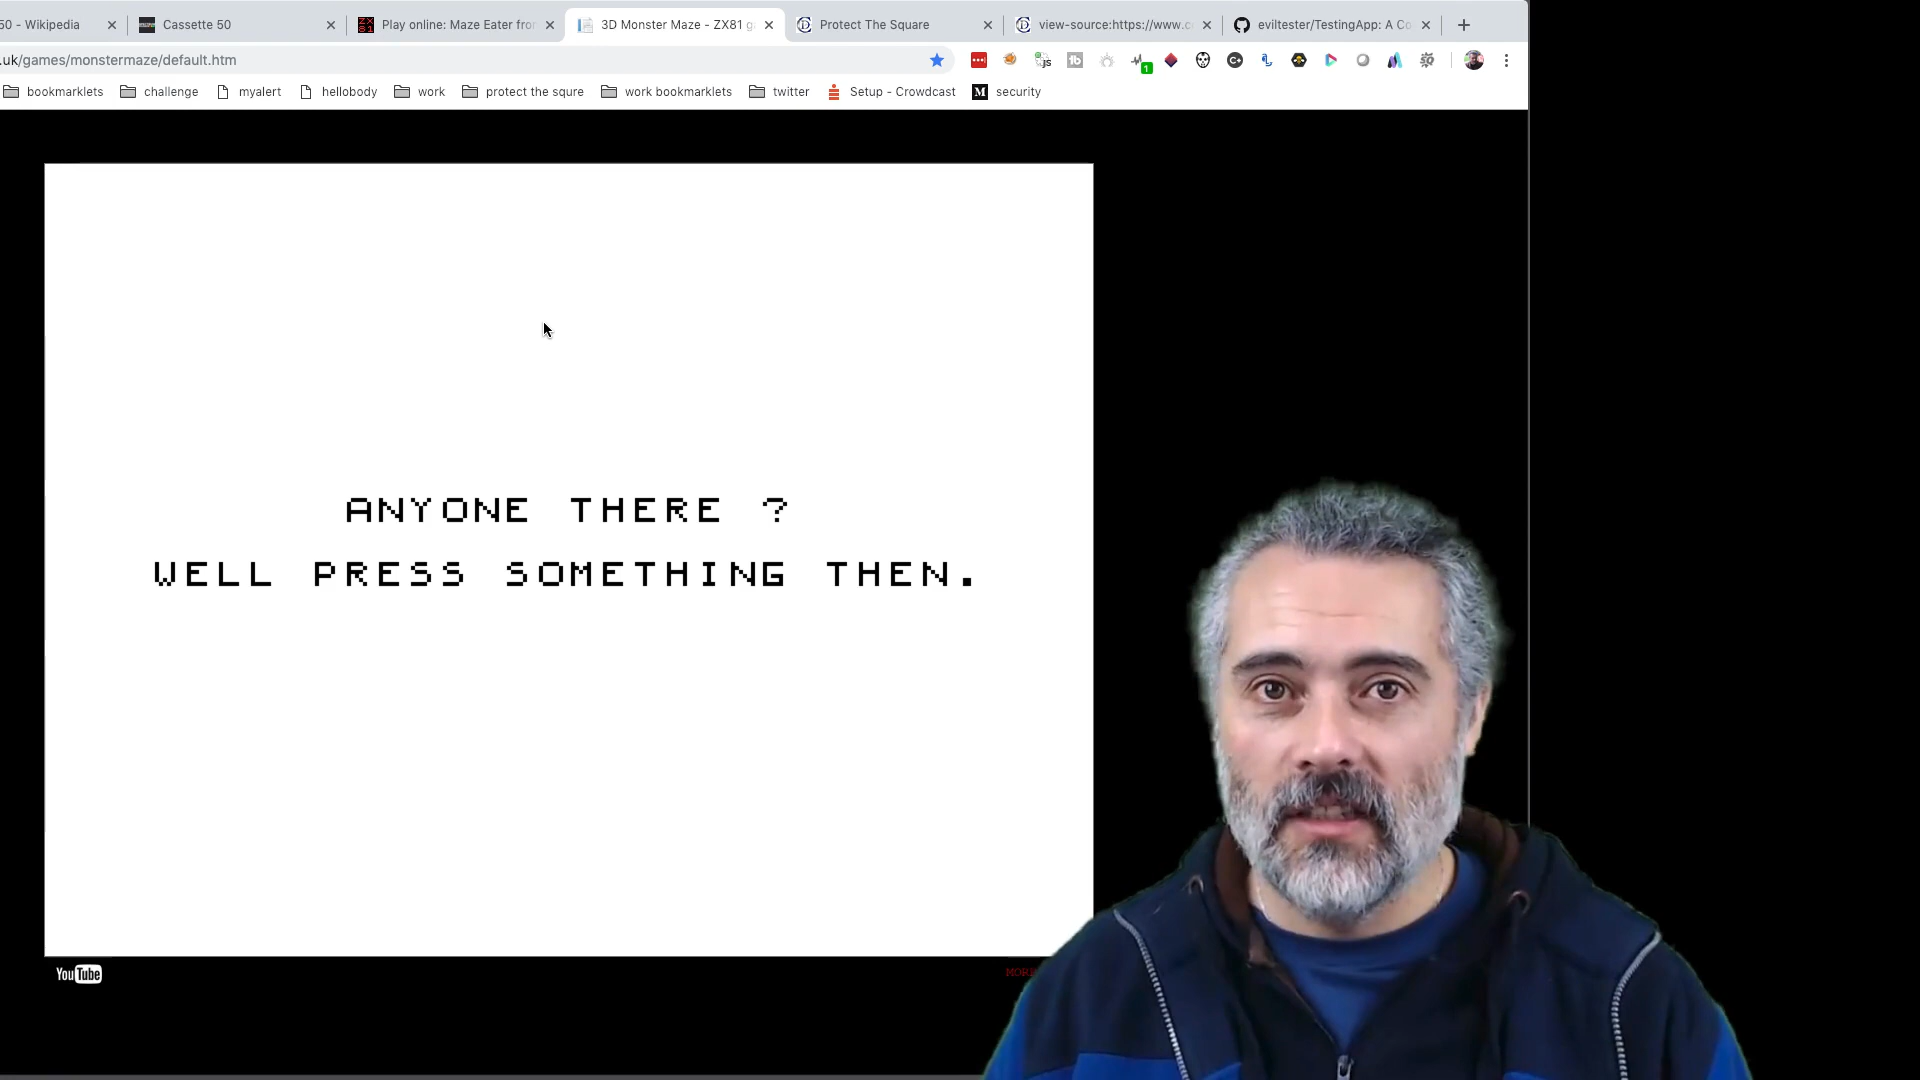 50 - Wikipedia
Cassette 50
Play online: Maze Eater fro
3D Monster Maze - ZX81 g
Protect The Square
view-source:https://www.c
eviltester/TestingApp: A Co
.uk/games/monstermaze/default.htm
1
bookmarklets
challenge
myalert
hellobody
work
protect the squre
work bookmarklets
twitter
Setup - Crowdcast
security
ANYONE THERE ?
WELL PRESS SOMETHING THEN.
YouTube